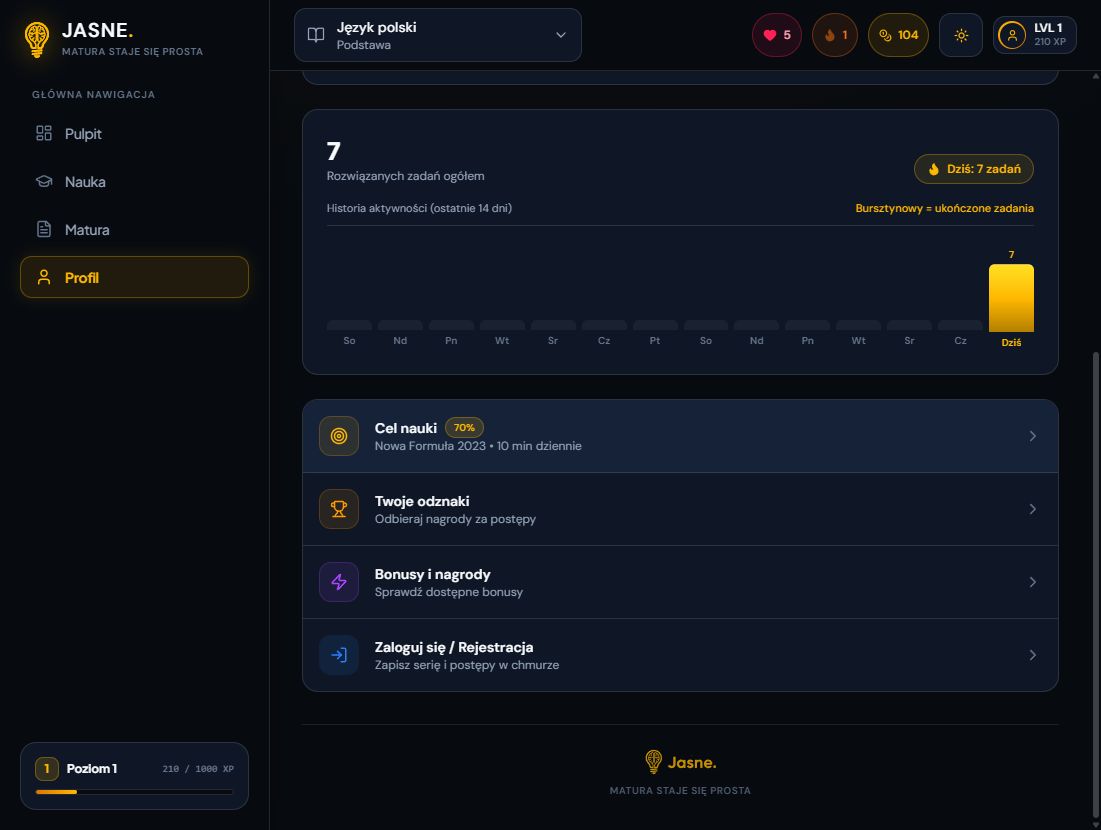 JASNE.
MATURA STAJE SIĘ PROSTA
GŁÓWNA NAWIGACJA
Pulpit
Nauka
Matura
Profil
1
Poziom 1
210 / 1000 XP
Język polski
Podstawa
5
1
104
LVL 1
210 XP
7
Rozwiązanych zadań ogółem
Dziś: 7 zadań
Historia aktywności (ostatnie 14 dni)
Bursztynowy = ukończone zadania
7
So Nd Pn Wt Śr Cz Pt So Nd Pn Wt Śr Cz Dziś
Cel nauki 70%
Nowa Formuła 2023 • 10 min dziennie
Twoje odznaki
Odbieraj nagrody za postępy
Bonusy i nagrody
Sprawdź dostępne bonusy
Zaloguj się / Rejestracja
Zapisz serię i postępy w chmurze
Jasne.
MATURA STAJE SIĘ PROSTA